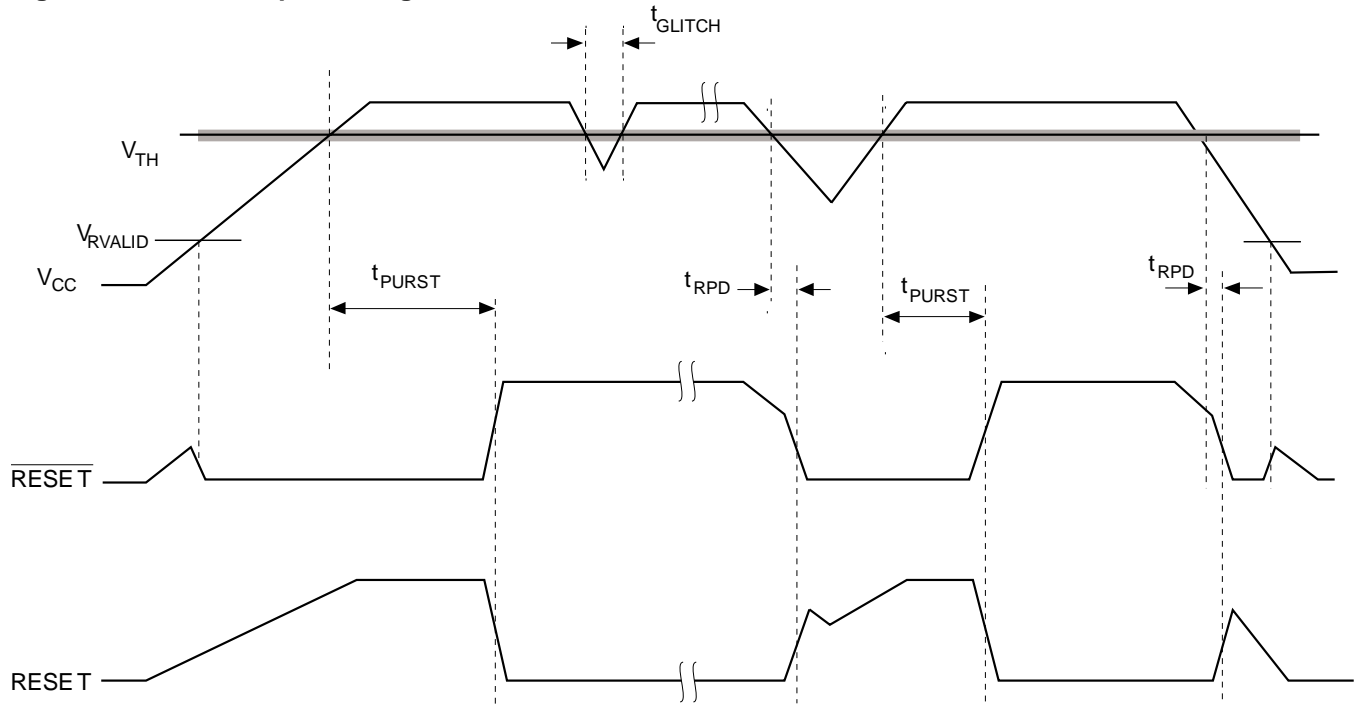 tGLITCH
VTH
VRVALID
VCC
tPURST
tRPD
tPURST
tRPD
RESET
RESET